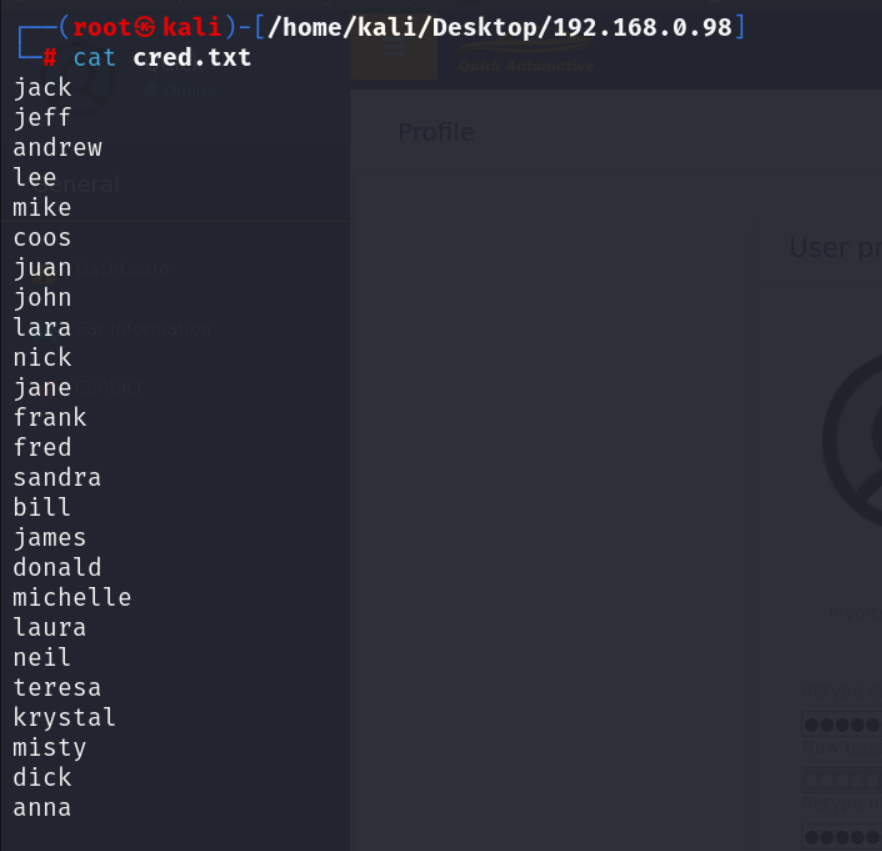 ┌──(root㉿kali)-[/home/kali/Desktop/192.168.0.98]
└─# cat cred.txt
Quick Automotive
jack
Online
jeff
Profile
andrew
lee
General
mike
coos
User pr
juan
Dashboard
john
lara
Car Information
nick
jane
Contact
frank
fred
sandra
bill
james
donald
michelle
laura
neil
teresa
krystal
misty
dick
anna